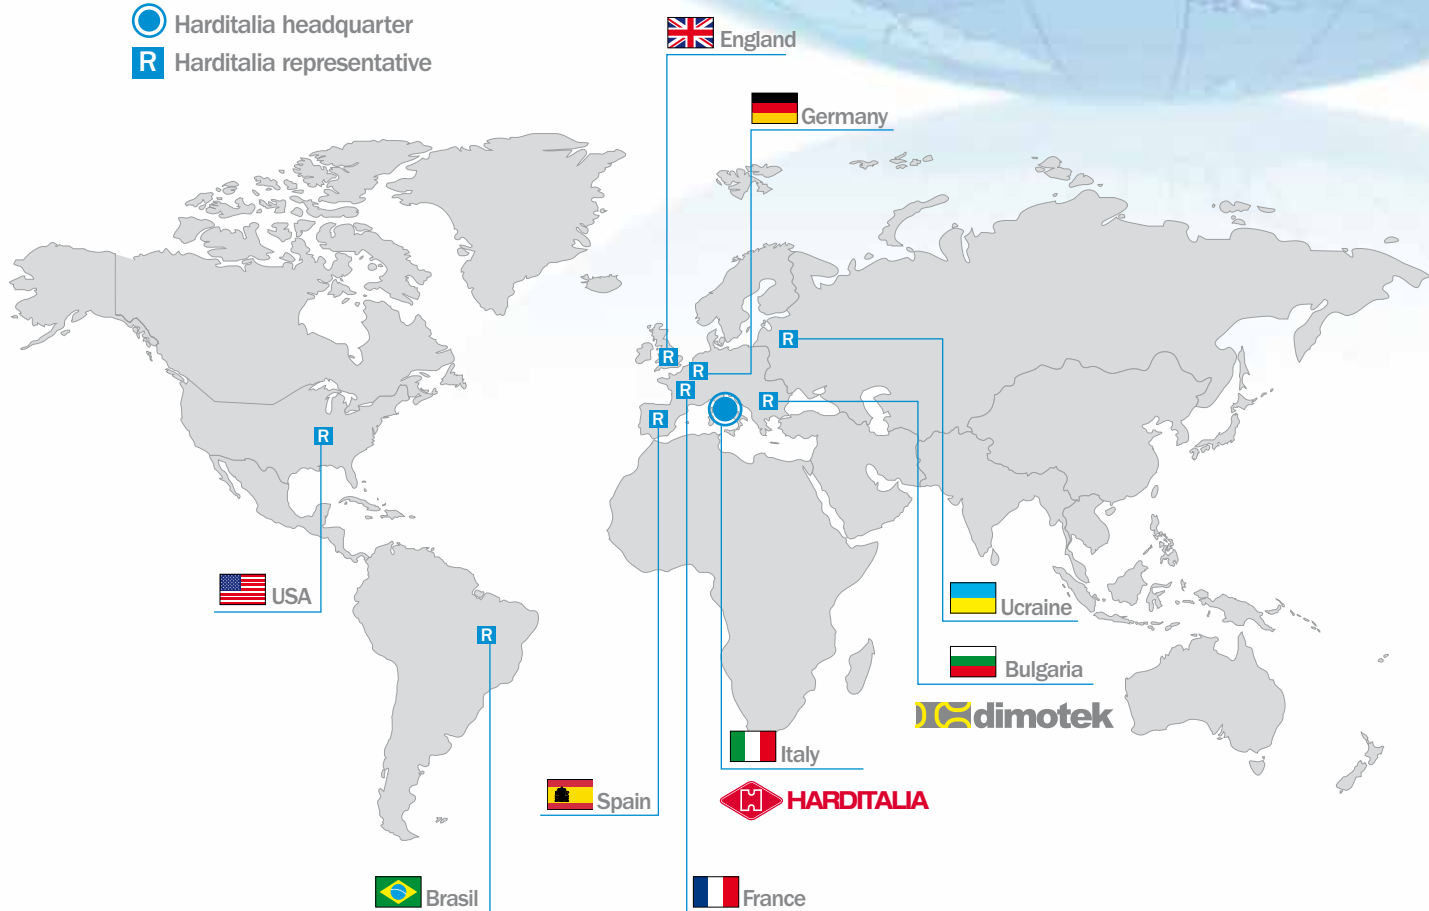 Harditalia headquarter
R Harditalia representative
England
Germany
R
R
R
R
R
R
R
R
USA
Ucraine
Bulgaria
dimotek
Italy
HARDITALIA
Spain
Brasil
France